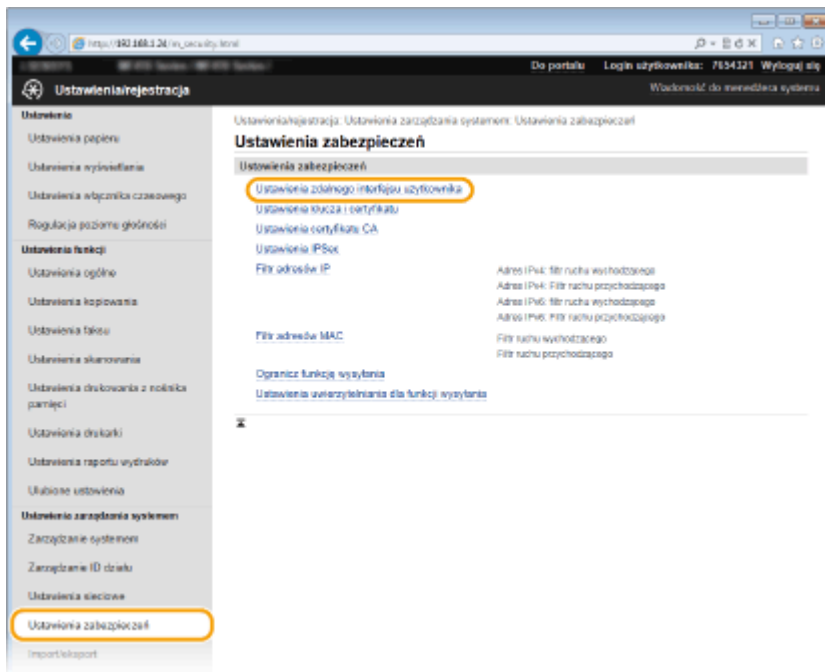 http://192.168.1.24/m_security.html
Do portalu Login użytkownika: 7654321 Wyloguj się
Ustawienia/rejestracja
Wiadomość do menedżera systemu
Ustawienia
Ustawienia papieru
Ustawienia wyświetlania
Ustawienia włącznika czasowego
Regulacja poziomu głośności
Ustawienia funkcji
Ustawienia ogólne
Ustawienia kopiowania
Ustawienia faksu
Ustawienia skanowania
Ustawienia drukowania z nośnika
pamięci
Ustawienia drukarki
Ustawienia raportu wydruków
Ulubione ustawienia
Ustawienia zarządzania systemem
Zarządzanie systemem
Zarządzanie ID działu
Ustawienia sieciowe
Ustawienia zabezpieczeń
Import/eksport
Ustawienia/rejestracja: Ustawienia zarządzania systemem: Ustawienia zabezpieczeń
Ustawienia zabezpieczeń
Ustawienia zabezpieczeń
Ustawienia zdalnego interfejsu użytkownika
Ustawienia klucza i certyfikatu
Ustawienia certyfikatu CA
Ustawienia IPSec
Filtr adresów IP
Adres IPv4: filtr ruchu wychodzącego
Adres IPv4: Filtr ruchu przychodzącego
Adres IPv6: filtr ruchu wychodzącego
Adres IPv6: Filtr ruchu przychodzącego
Filtr adresów MAC
Filtr ruchu wychodzącego
Filtr ruchu przychodzącego
Ogranicz funkcję wysyłania
Ustawienia uwierzytelniania dla funkcji wysyłania